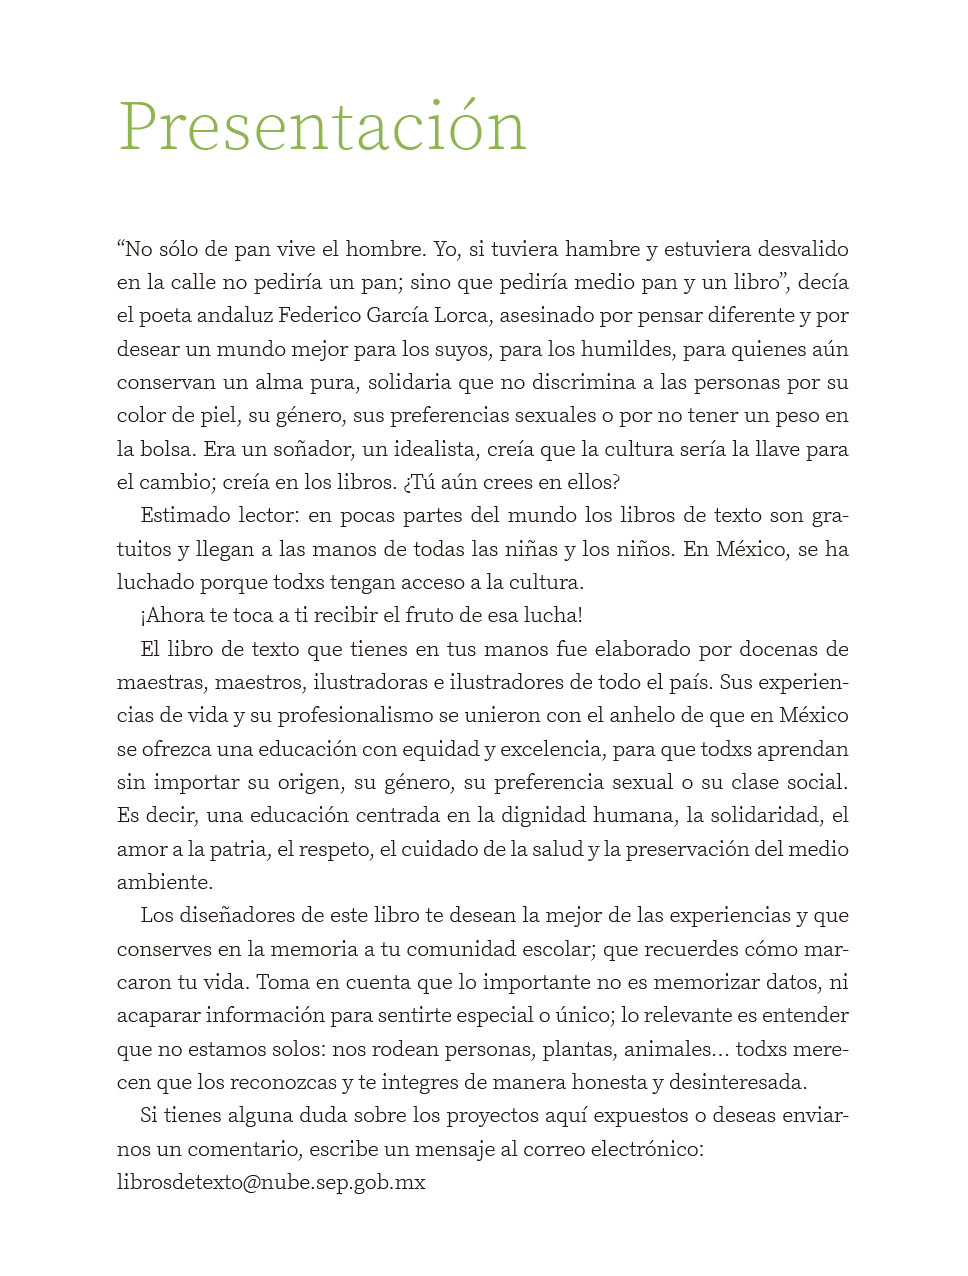 Presentación
“No sólo de pan vive el hombre. Yo, si tuviera hambre y estuviera desvalido
en la calle no pediría un pan; sino que pediría medio pan y un libro”, decía
el poeta andaluz Federico García Lorca, asesinado por pensar diferente y por
desear un mundo mejor para los suyos, para los humildes, para quienes aún
conservan un alma pura, solidaria que no discrimina a las personas por su
color de piel, su género, sus preferencias sexuales o por no tener un peso en
la bolsa. Era un soñador, un idealista, creía que la cultura sería la llave para
el cambio; creía en los libros. ¿Tú aún crees en ellos?
Estimado lector: en pocas partes del mundo los libros de texto son gra-
tuitos y llegan a las manos de todas las niñas y los niños. En México, se ha
luchado porque todxs tengan acceso a la cultura.
¡Ahora te toca a ti recibir el fruto de esa lucha!
El libro de texto que tienes en tus manos fue elaborado por docenas de
maestras, maestros, ilustradoras e ilustradores de todo el país. Sus experien-
cias de vida y su profesionalismo se unieron con el anhelo de que en México
se ofrezca una educación con equidad y excelencia, para que todxs aprendan
sin importar su origen, su género, su preferencia sexual o su clase social.
Es decir, una educación centrada en la dignidad humana, la solidaridad, el
amor a la patria, el respeto, el cuidado de la salud y la preservación del medio
ambiente.
Los diseñadores de este libro te desean la mejor de las experiencias y que
conserves en la memoria a tu comunidad escolar; que recuerdes cómo mar-
caron tu vida. Toma en cuenta que lo importante no es memorizar datos, ni
acaparar información para sentirte especial o único; lo relevante es entender
que no estamos solos: nos rodean personas, plantas, animales... todxs mere-
cen que los reconozcas y te integres de manera honesta y desinteresada.
Si tienes alguna duda sobre los proyectos aquí expuestos o deseas enviar-
nos un comentario, escribe un mensaje al correo electrónico:
librosdetexto@nube.sep.gob.mx